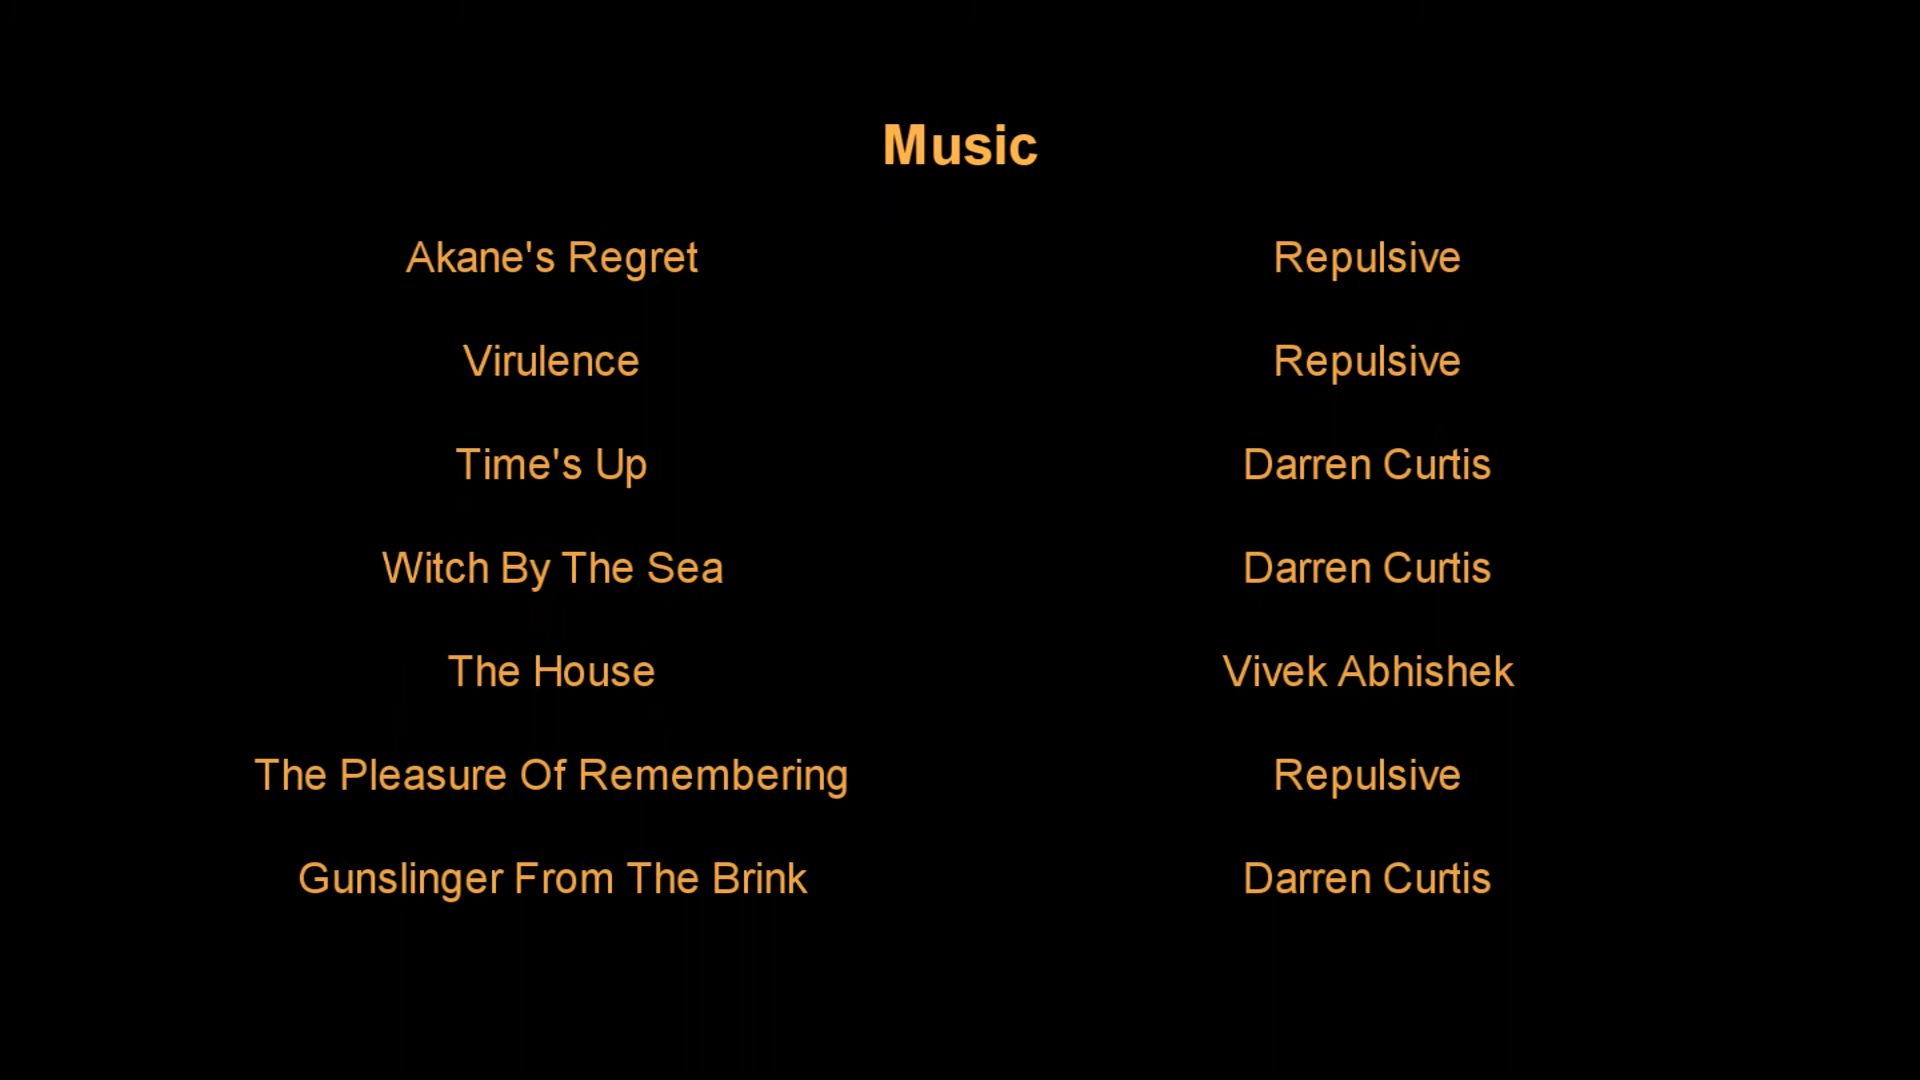 Music
Akane's Regret Repulsive
Virulence Repulsive
Time's Up Darren Curtis
Witch By The Sea Darren Curtis
The House Vivek Abhishek
The Pleasure Of Remembering Repulsive
Gunslinger From The Brink Darren Curtis